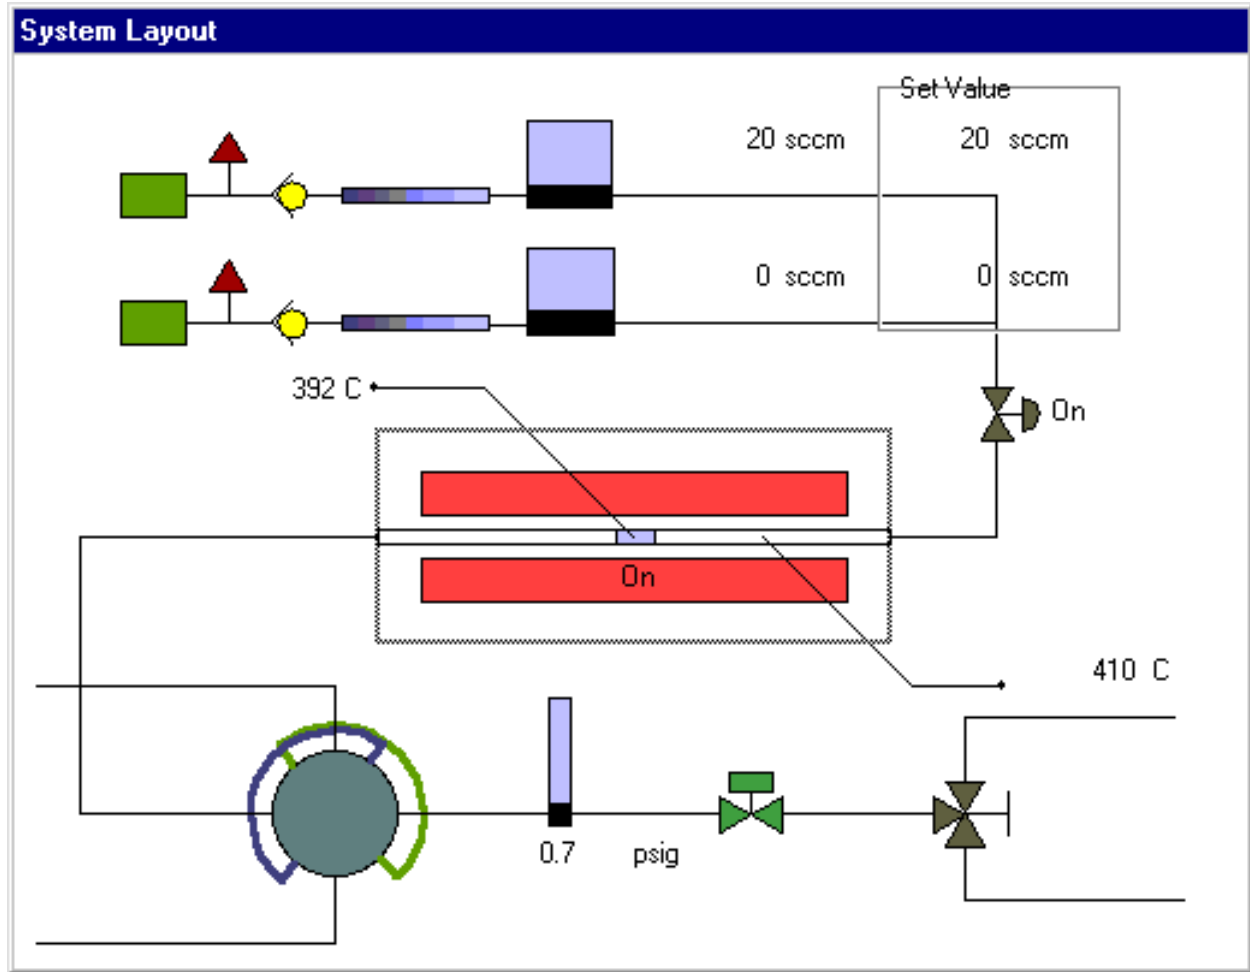 System Layout
Set Value
20 sccm 20 sccm
0 sccm 0 sccm
392 C
On
On
410 C
0.7 psig